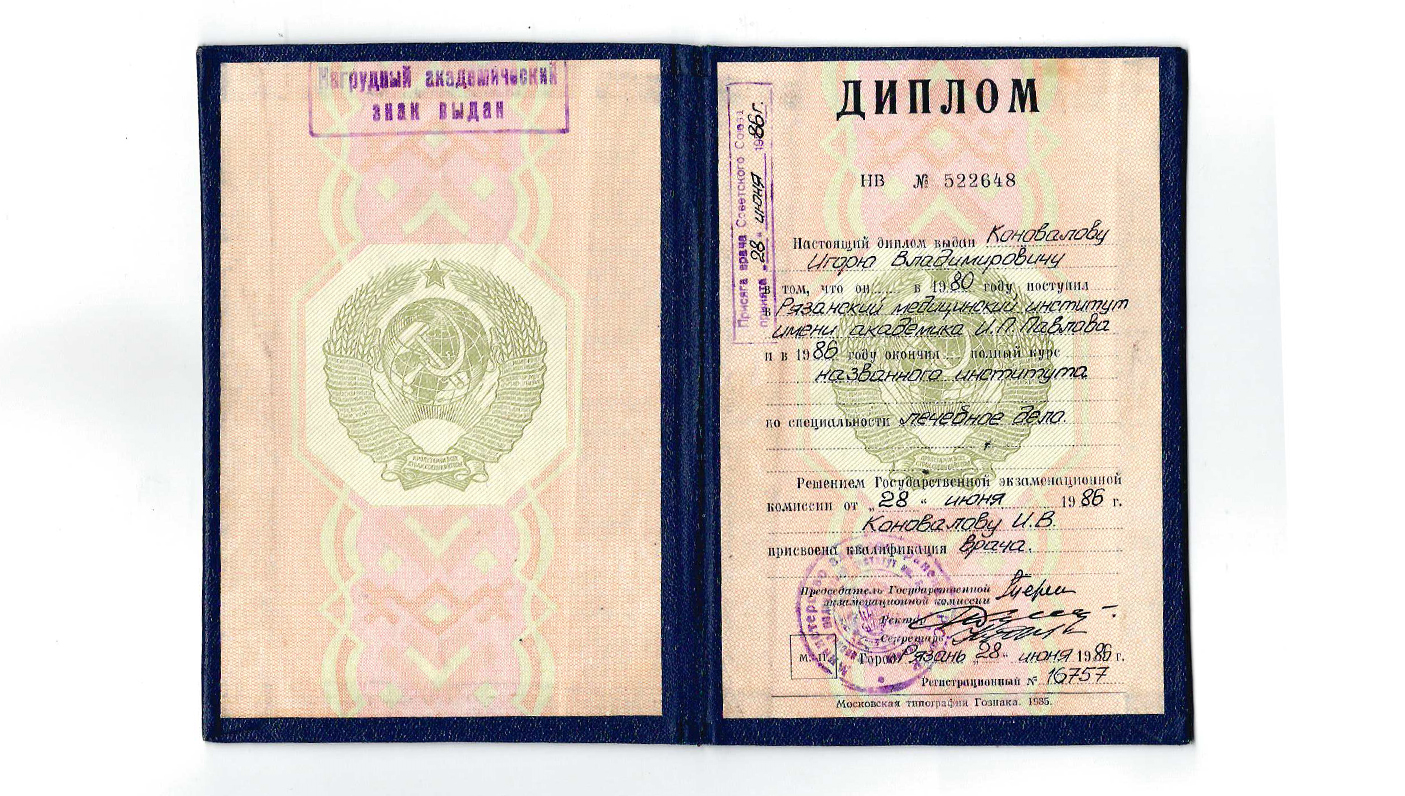 Нагрудный академический
знак выдан
Присяга врача Советского Союза
принята „28“ июня 1986г.
ДИПЛОМ
НВ № 522648
Настоящий диплом выдан Коновалову
Игорю Владимировичу
в том, что он в 1980 году поступил
в Рязанский медицинский институт
имени академика И.П.Павлова
и в 1986 году окончил полный курс
названного института
по специальности лечебное дело.
Решением Государственной экзаменационной
комиссии от „28“ июня 1986 г.
Коновалову И.В.
присвоена квалификация врача.
Председатель Государственной
экзаменационной комиссии
Ректор
Секретарь
М. П.
Город Рязань „28“ июня 1986 г.
Регистрационный № 16757
Московская типография Гознака. 1985.